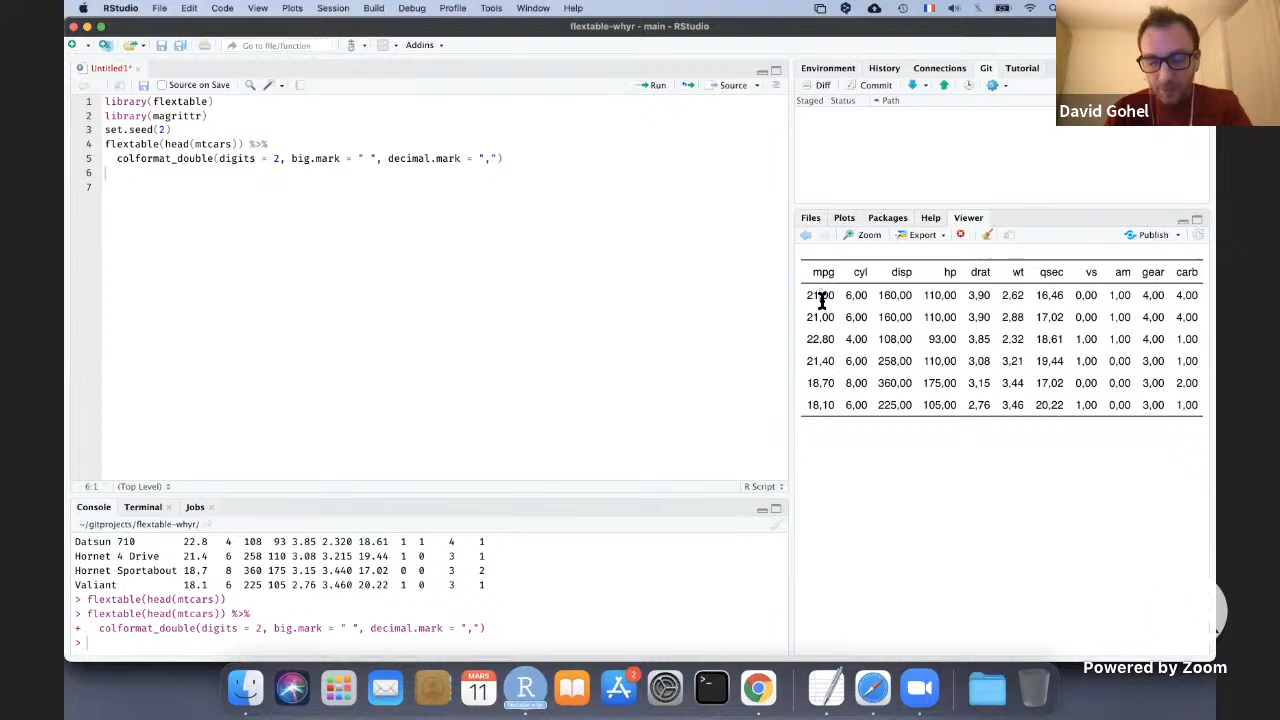 RStudio File Edit Code View Plots Session Build Debug Profile Tools Window Help
flextable-whyr - main - RStudio
Go to file/function Addins
Untitled1*
Source on Save Run Source
1 library(flextable)
2 library(magrittr)
3 set.seed(2)
4 flextable(head(mtcars)) %>%
5 colformat_double(digits = 2, big.mark = " ", decimal.mark = ",")
6
7
6:1 (Top Level) R Script
Console Terminal Jobs
~/gitprojects/flextable-whyr/
Datsun 710 22.8 4 108 93 3.85 2.320 18.61 1 1 4 1
Hornet 4 Drive 21.4 6 258 110 3.08 3.215 19.44 1 0 3 1
Hornet Sportabout 18.7 8 360 175 3.15 3.440 17.02 0 0 3 2
Valiant 18.1 6 225 105 2.76 3.460 20.22 1 0 3 1
> flextable(head(mtcars))
> flextable(head(mtcars)) %>%
+ colformat_double(digits = 2, big.mark = " ", decimal.mark = ",")
>
Environment History Connections Git Tutorial
Diff Commit
Staged Status Path
Files Plots Packages Help Viewer
Zoom Export Publish
mpg cyl disp hp drat wt qsec vs am gear carb
6,00 160,00 110,00 3,90 2,62 16,46 0,00 1,00 4,00 4,00
21,00 6,00 160,00 110,00 3,90 2,88 17,02 0,00 1,00 4,00 4,00
22,80 4,00 108,00 93,00 3,85 2,32 18,61 1,00 1,00 4,00 1,00
21,40 6,00 258,00 110,00 3,08 3,21 19,44 1,00 0,00 3,00 1,00
18,70 8,00 360,00 175,00 3,15 3,44 17,02 0,00 0,00 3,00 2,00
18,10 6,00 225,00 105,00 2,76 3,46 20,22 1,00 0,00 3,00 1,00
David Gohel
Powered by Zoom
MARS
11
R
2
>_